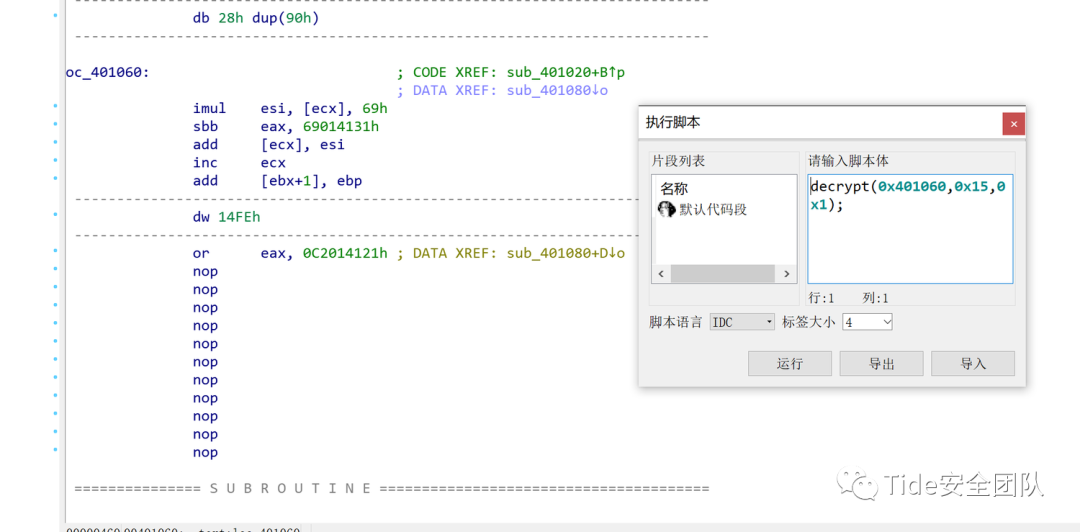 db 28h dup(90h)
oc_401060: ; CODE XREF: sub_401020+B↑p
; DATA XREF: sub_401080↓o
imul esi, [ecx], 69h
sbb eax, 69014131h
add [ecx], esi
inc ecx
add [ebx+1], ebp
dw 14FEh
or eax, 0C2014121h ; DATA XREF: sub_401080+D↓o
nop
nop
nop
nop
nop
nop
nop
nop
nop
nop
nop
=============== S U B R O U T I N E =======================================
执行脚本
×
片段列表
请输入脚本体
名称
默认代码段
decrypt(0x401060,0x15,0
x1);
行:1 列:1
脚本语言 IDC 标签大小 4
运行 导出 导入
Tide安全团队